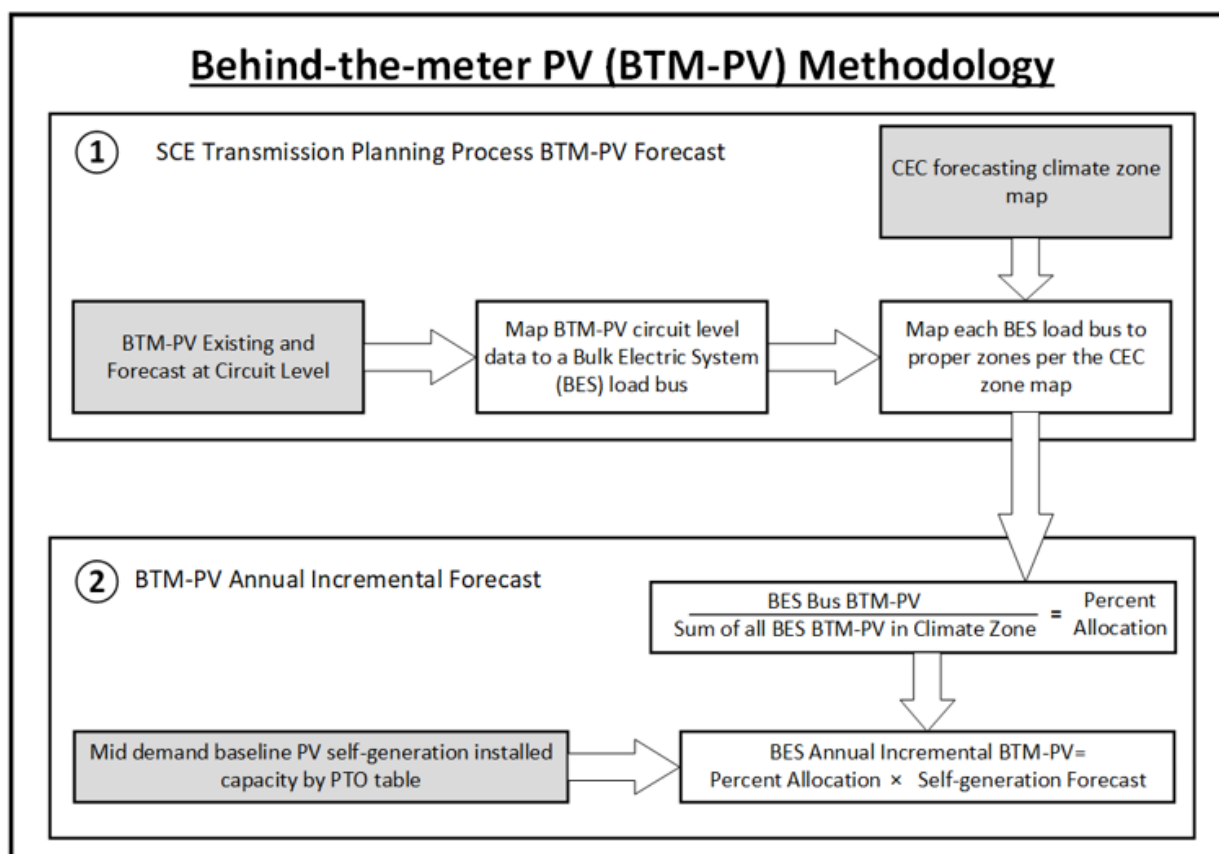 Behind-the-meter PV (BTM-PV) Methodology
1
SCE Transmission Planning Process BTM-PV Forecast
CEC forecasting climate zone
map
BTM-PV Existing and
Forecast at Circuit Level
Map BTM-PV circuit level
data to a Bulk Electric System
(BES) load bus
Map each BES load bus to
proper zones per the CEC
zone map
2
BTM-PV Annual Incremental Forecast
BES Bus BTM-PV
Sum of all BES BTM-PV in Climate Zone
=
Percent
Allocation
Mid demand baseline PV self-generation installed
capacity by PTO table
BES Annual Incremental BTM-PV=
Percent Allocation × Self-generation Forecast